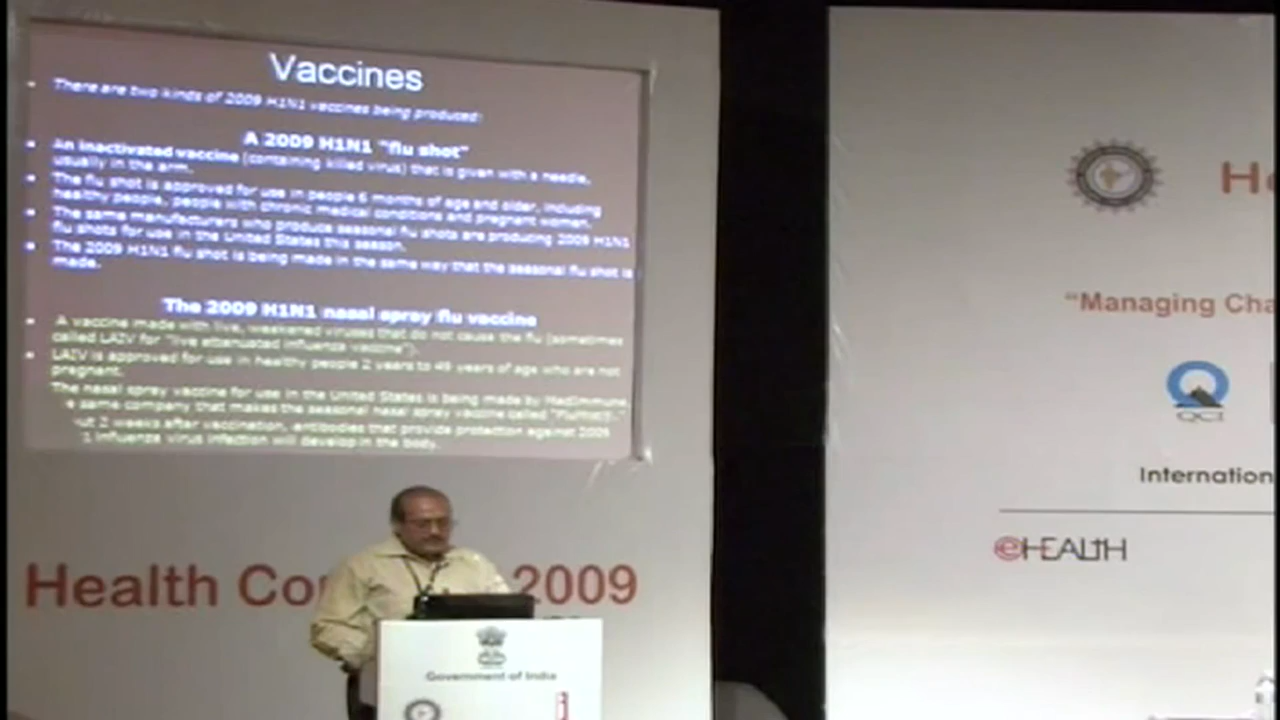 Vaccines
There are two kinds of 2009 H1N1 vaccines being produced:
A 2009 H1N1 "flu shot"
An inactivated vaccine (containing killed virus) that is given with a needle,
usually in the arm.
The flu shot is approved for use in people 6 months of age and older, including
healthy people, people with chronic medical conditions and pregnant women.
The same manufacturers who produce seasonal flu shots are producing 2009 H1N1
flu shots for use in the United States this season.
The 2009 H1N1 flu shot is being made in the same way that the seasonal flu shot is
made.
The 2009 H1N1 nasal spray flu vaccine
A vaccine made with live, weakened viruses that do not cause the flu (sometimes
called LAIV for "live attenuated influenza vaccine").
LAIV is approved for use in healthy people 2 years to 49 years of age who are not
pregnant.
The nasal spray vaccine for use in the United States is being made by MedImmune,
same company that makes the seasonal nasal spray vaccine called "FluMist®."
ut 2 weeks after vaccination, antibodies that provide protection against 2009
1 influenza virus infection will develop in the body.
Health Co 2009
Government of India
i
He
"Managing Cha
QCI
Internation
eHEALTH